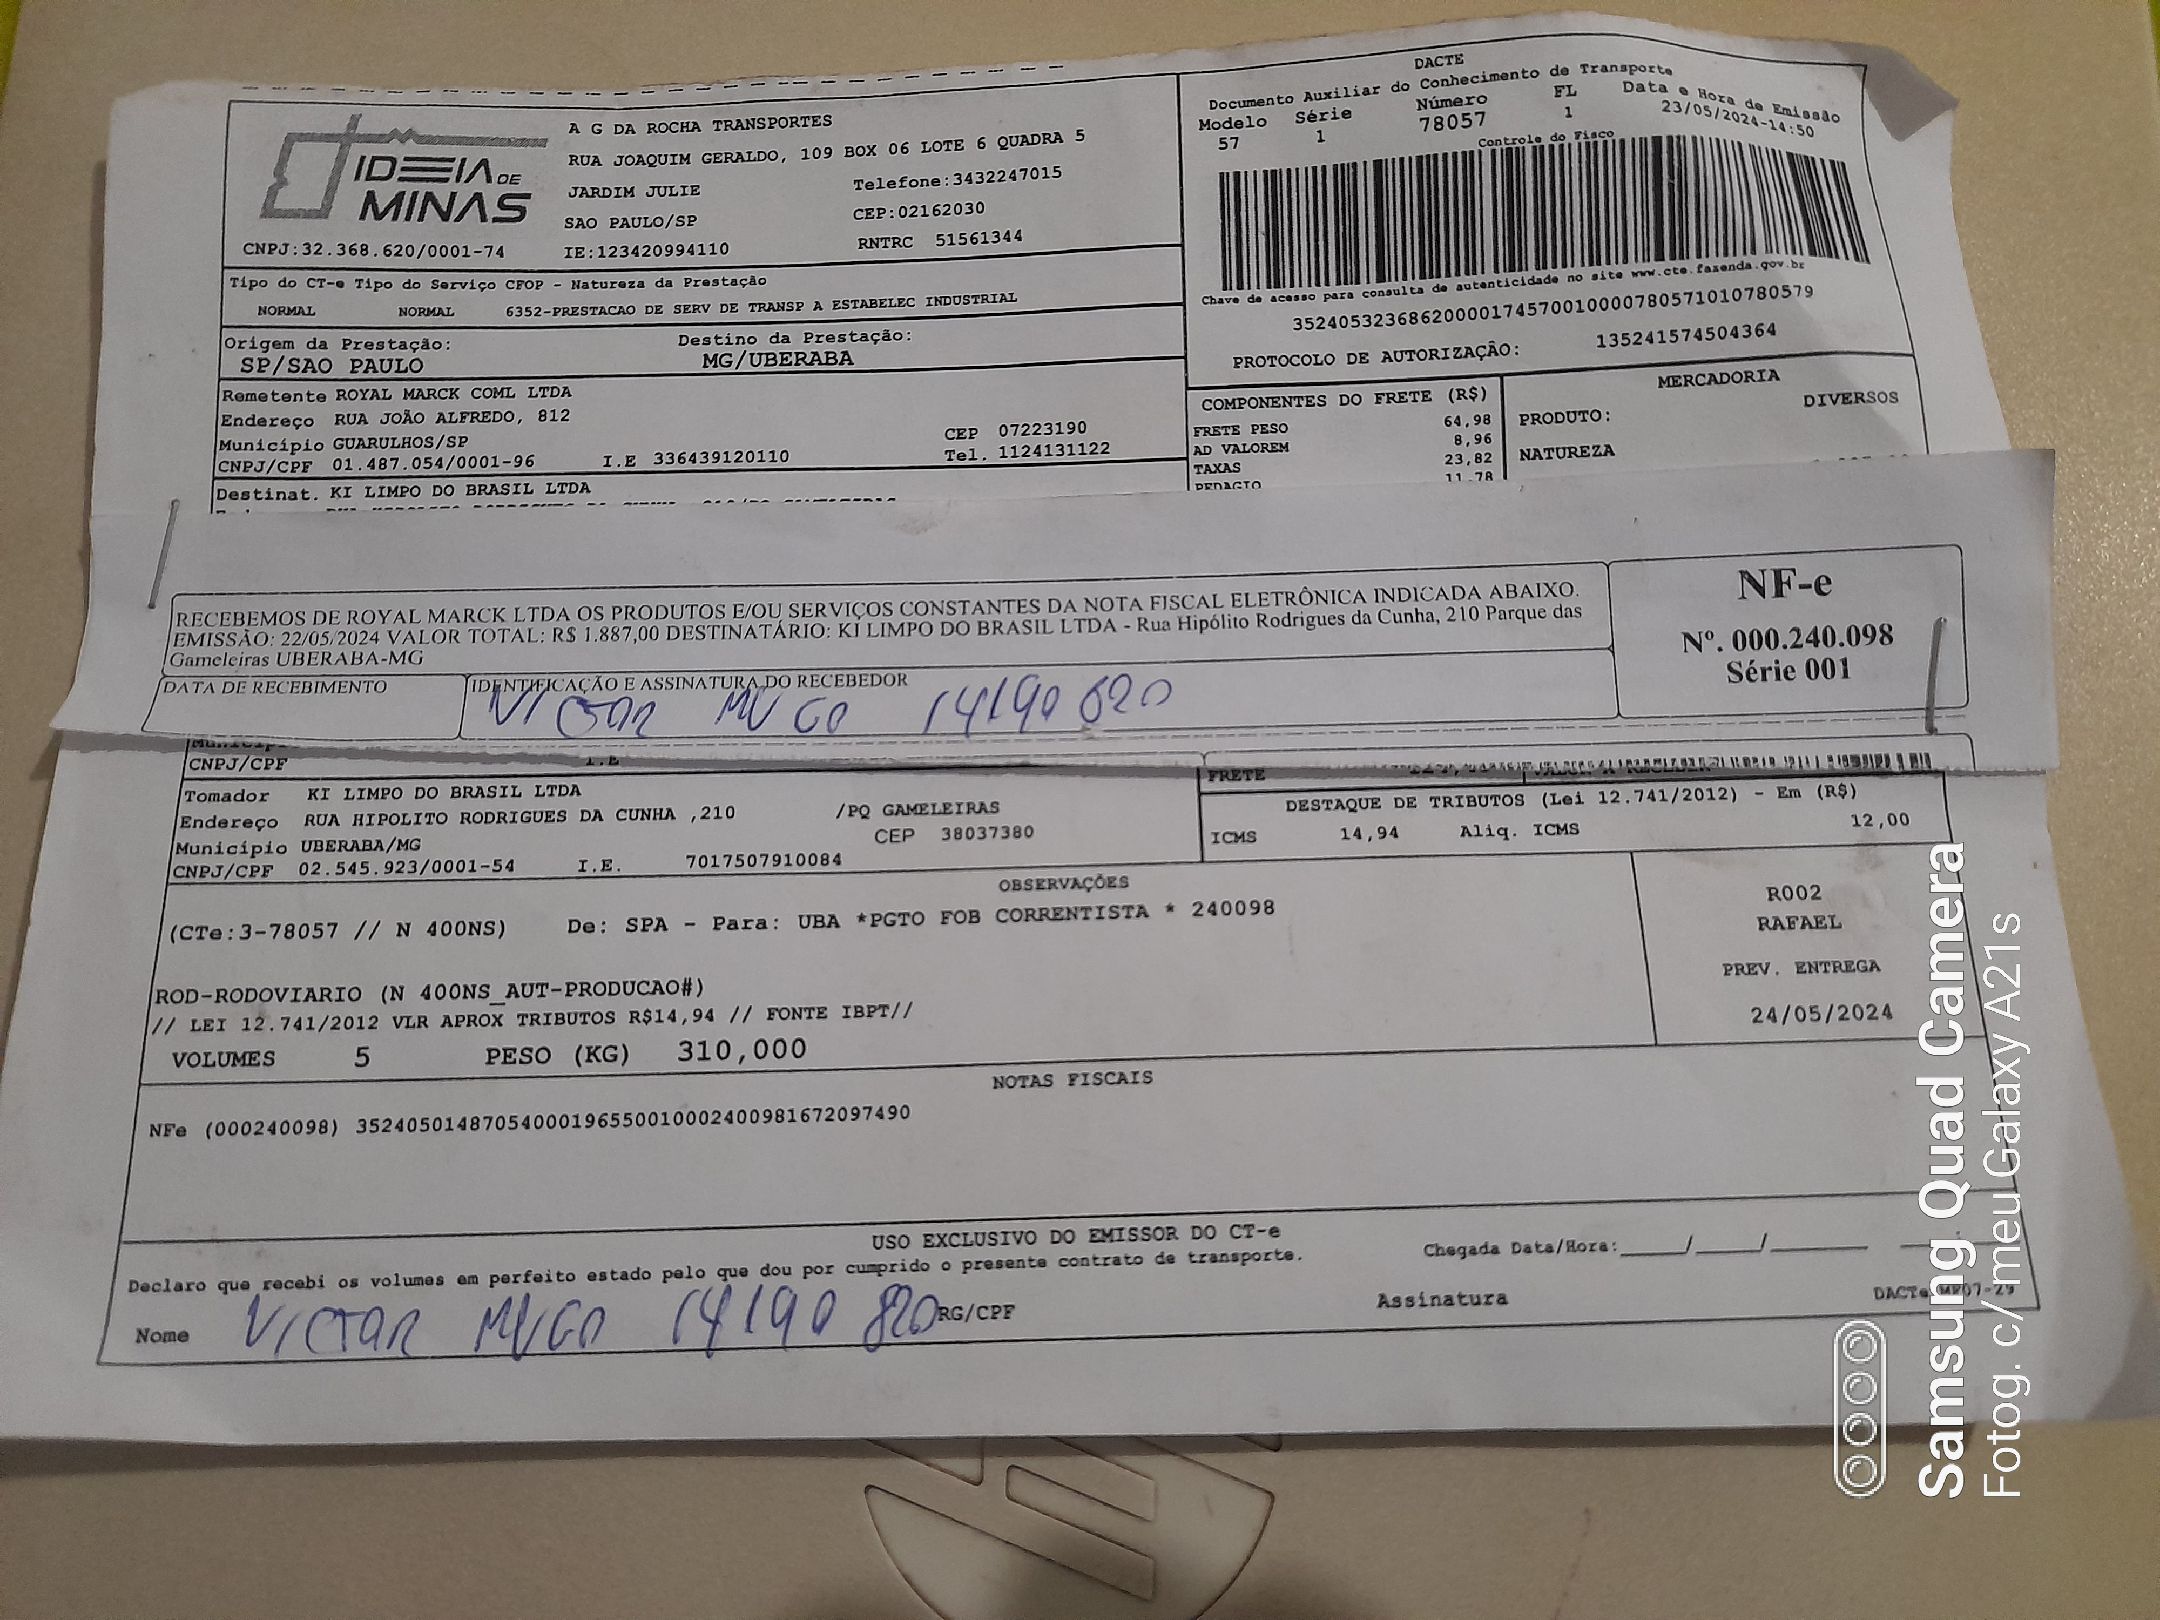 IDEIA DE
MINAS
CNPJ:32.368.620/0001-74
A G DA ROCHA TRANSPORTES
RUA JOAQUIM GERALDO, 109 BOX 06 LOTE 6 QUADRA 5
JARDIM JULIE Telefone:3432247015
SAO PAULO/SP CEP:02162030
IE:123420994110 RNTRC 51561344
DACTE
Documento Auxiliar do Conhecimento de Transporte
Modelo Série Número FL Data e Hora de Emissão
57 1 78057 1 23/05/2024-14:50
Controle do Fisco
Chave de acesso para consulta de autenticidade no site www.cte.fazenda.gov.br
35240532368620000174570010000780571010780579
PROTOCOLO DE AUTORIZAÇÃO: 135241574504364
Tipo do CT-e Tipo do Serviço CFOP - Natureza da Prestação
NORMAL NORMAL 6352-PRESTACAO DE SERV DE TRANSP A ESTABELEC INDUSTRIAL
Origem da Prestação: Destino da Prestação:
SP/SAO PAULO MG/UBERABA
Remetente ROYAL MARCK COML LTDA
Endereço RUA JOÃO ALFREDO, 812
Município GUARULHOS/SP CEP 07223190
CNPJ/CPF 01.487.054/0001-96 I.E 336439120110 Tel. 1124131122
Destinat. KI LIMPO DO BRASIL LTDA
COMPONENTES DO FRETE (R$)
FRETE PESO 64,98
AD VALOREM 8,96
TAXAS 23,82
PEDAGIO 11,78
MERCADORIA
PRODUTO: DIVERSOS
NATUREZA
RECEBEMOS DE ROYAL MARCK LTDA OS PRODUTOS E/OU SERVIÇOS CONSTANTES DA NOTA FISCAL ELETRÔNICA INDICADA ABAIXO.
EMISSÃO: 22/05/2024 VALOR TOTAL: R$ 1.887,00 DESTINATÁRIO: KI LIMPO DO BRASIL LTDA - Rua Hipólito Rodrigues da Cunha, 210 Parque das
Gameleiras UBERABA-MG
DATA DE RECEBIMENTO IDENTIFICAÇÃO E ASSINATURA DO RECEBEDOR
VICTOR 14190 820
NF-e
Nº. 000.240.098
Série 001
CNPJ/CPF I.E
FRETE
Tomador KI LIMPO DO BRASIL LTDA
Endereço RUA HIPOLITO RODRIGUES DA CUNHA ,210 /PQ GAMELEIRAS
Município UBERABA/MG CEP 38037380
CNPJ/CPF 02.545.923/0001-54 I.E. 7017507910084
DESTAQUE DE TRIBUTOS (Lei 12.741/2012) - Em (R$)
ICMS 14,94 Aliq. ICMS 12,00
OBSERVAÇÕES
(CTe:3-78057 // N 400NS) De: SPA - Para: UBA *PGTO FOB CORRENTISTA * 240098
ROD-RODOVIARIO (N 400NS_AUT-PRODUCAO#)
// LEI 12.741/2012 VLR APROX TRIBUTOS R$14,94 // FONTE IBPT//
VOLUMES 5 PESO (KG) 310,000
R002
RAFAEL
PREV. ENTREGA
24/05/2024
NOTAS FISCAIS
NFe (000240098) 35240501487054000196550010002400981672097490
USO EXCLUSIVO DO EMISSOR DO CT-e
Declaro que recebi os volumes em perfeito estado pelo que dou por cumprido o presente contrato de transporte.
Chegada Data/Hora:_____/_____/_________ ____:____
Nome VICTOR 14190 820 RG/CPF Assinatura
Samsung Quad Camera
Fotog. c/meu Galaxy A21s